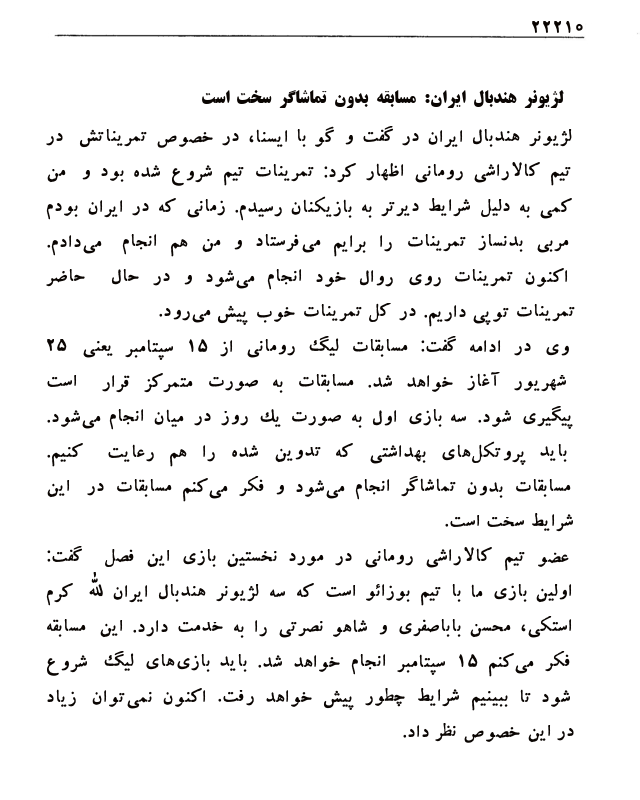 ۲۲۲۱۰
لژیونر هندبال ایران: مسابقه بدون تماشاگر سخت است
لژیونر هندبال ایران در گفت و گو با ایسنا، در خصوص تمریناتش در
تیم کالاراشی رومانی اظهار کرد: تمرینات تیم شروع شده بود و من
کمی به دلیل شرایط دیرتر به بازیکنان رسیدم. زمانی که در ایران بودم
مربی بدنساز تمرینات را برایم می‌فرستاد و من هم انجام می‌دادم.
اکنون تمرینات روی روال خود انجام می‌شود و در حال حاضر
تمرینات توپی داریم. در کل تمرینات خوب پیش می‌رود.
وی در ادامه گفت: مسابقات لیگ رومانی از ۱۵ سپتامبر یعنی ۲۵
شهریور آغاز خواهد شد. مسابقات به صورت متمرکز قرار است
پیگیری شود. سه بازی اول به صورت یك روز در میان انجام می‌شود.
باید پروتکل‌های بهداشتی که تدوین شده را هم رعایت کنیم.
مسابقات بدون تماشاگر انجام می‌شود و فکر می‌کنم مسابقات در این
شرایط سخت است.
عضو تیم کالاراشی رومانی در مورد نخستین بازی این فصل گفت:
اولین بازی ما با تیم بوزائو است که سه لژیونر هندبال ایران لله کرم
استکی، محسن باباصفری و شاهو نصرتی را به خدمت دارد. این مسابقه
فکر می‌کنم ۱۵ سپتامبر انجام خواهد شد. باید بازی‌های لیگ شروع
شود تا ببینیم شرایط چطور پیش خواهد رفت. اکنون نمی‌توان زیاد
در این خصوص نظر داد.